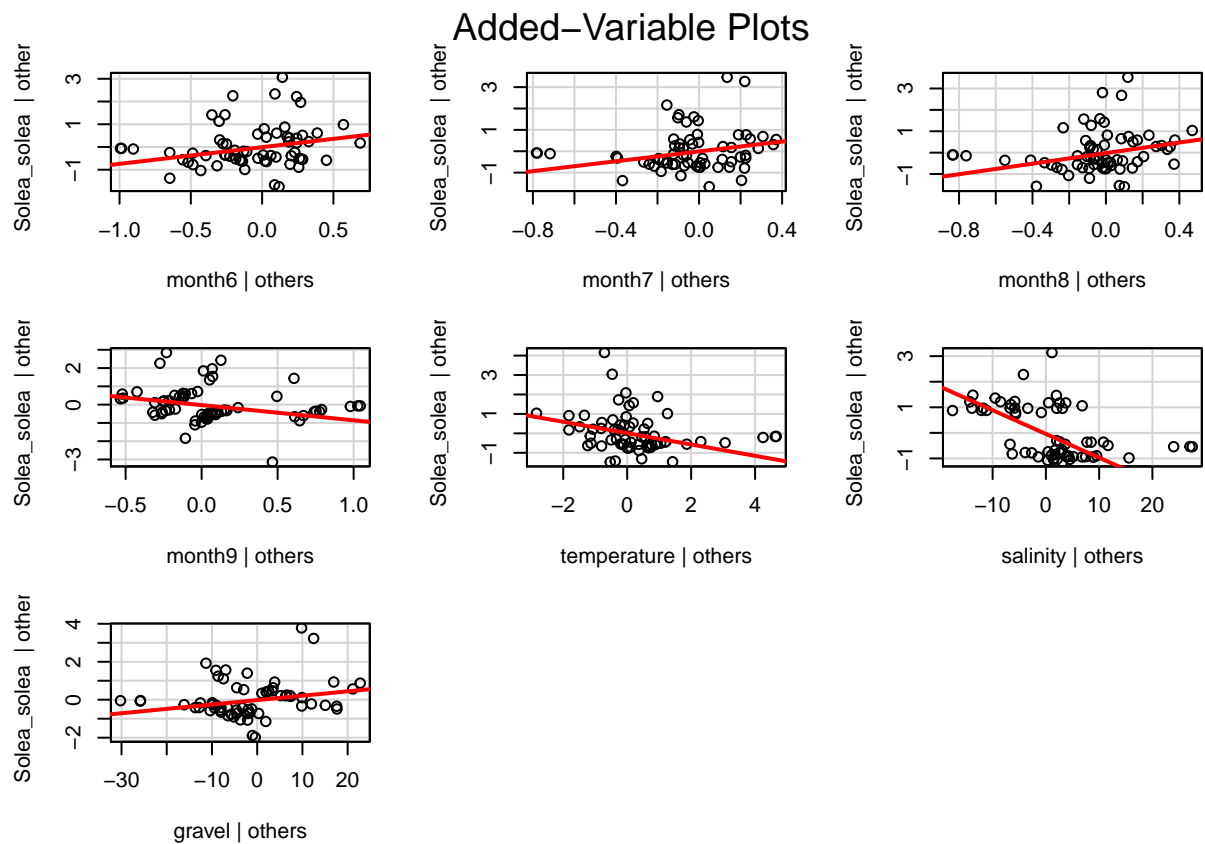 Added−Variable Plots
Solea_solea | other
3
1
−1
−1.0 −0.5 0.0 0.5
month6 | others
Solea_solea | other
3
1
−1
−0.8 −0.4 0.0 0.4
month7 | others
Solea_solea | other
3
1
−1
−0.8 −0.4 0.0 0.4
month8 | others
Solea_solea | other
2
0
−3
−0.5 0.0 0.5 1.0
month9 | others
Solea_solea | other
3
1
−1
−2 0 2 4
temperature | others
Solea_solea | other
3
1
−1
−10 0 10 20
salinity | others
Solea_solea | other
4
2
0
−2
−30 −10 0 10 20
gravel | others